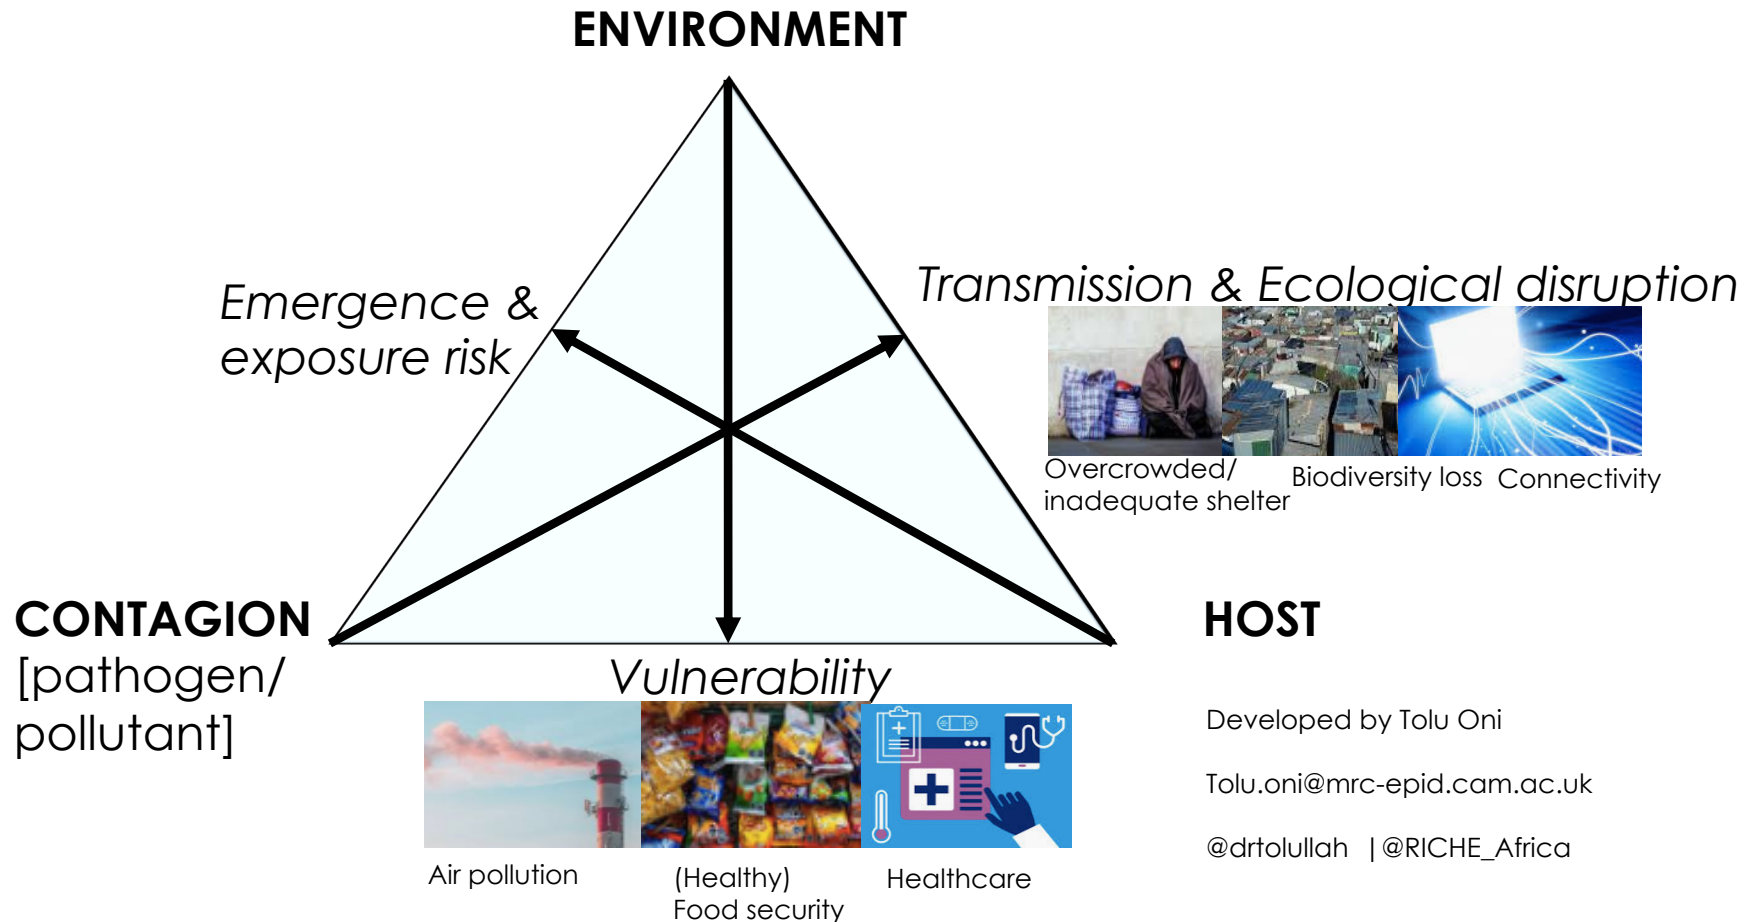 ENVIRONMENT
Emergence &
exposure risk
Transmission & Ecological disruption
Overcrowded/
inadequate shelter
Biodiversity loss
Connectivity
CONTAGION
[pathogen/
pollutant]
HOST
Vulnerability
Air pollution
(Healthy)
Food security
Healthcare
Developed by Tolu Oni
Tolu.oni@mrc-epid.cam.ac.uk
@drtolullah | @RICHE_Africa